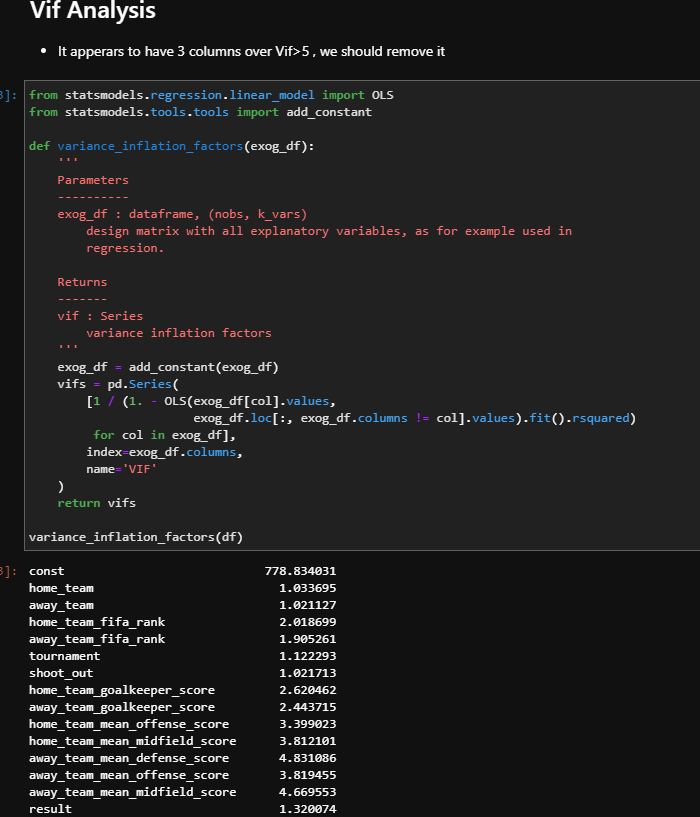 Vif Analysis
• It apperars to have 3 columns over Vif>5 , we should remove it
3]:
from statsmodels.regression.linear_model import OLS
from statsmodels.tools.tools import add_constant
def variance_inflation_factors(exog_df):
    '''
    Parameters
    ----------
    exog_df : dataframe, (nobs, k_vars)
        design matrix with all explanatory variables, as for example used in
        regression.
    Returns
    -------
    vif : Series
        variance inflation factors
    '''
    exog_df = add_constant(exog_df)
    vifs = pd.Series(
        [1 / (1. - OLS(exog_df[col].values,
                       exog_df.loc[:, exog_df.columns != col].values).fit().rsquared)
         for col in exog_df],
        index=exog_df.columns,
        name='VIF'
    )
    return vifs
variance_inflation_factors(df)
3]:
const 778.834031
home_team 1.033695
away_team 1.021127
home_team_fifa_rank 2.018699
away_team_fifa_rank 1.905261
tournament 1.122293
shoot_out 1.021713
home_team_goalkeeper_score 2.620462
away_team_goalkeeper_score 2.443715
home_team_mean_offense_score 3.399023
home_team_mean_midfield_score 3.812101
away_team_mean_defense_score 4.831086
away_team_mean_offense_score 3.819455
away_team_mean_midfield_score 4.669553
result 1.320074